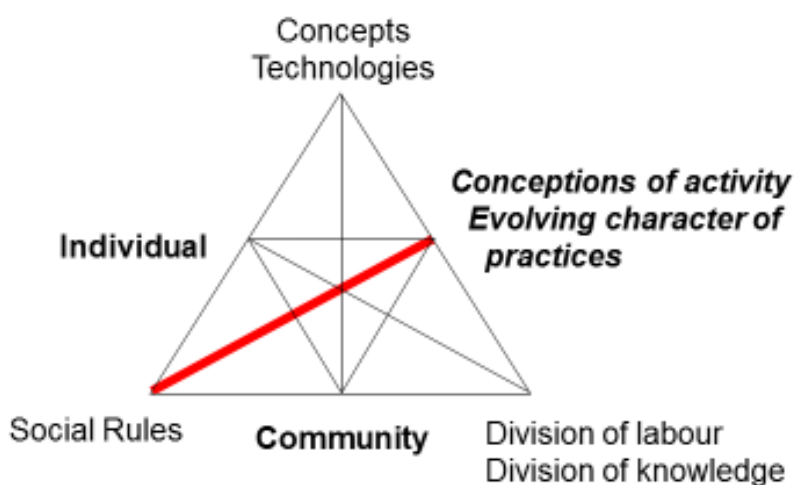 Concepts
Technologies
Conceptions of activity
Evolving character of
practices
Individual
Social Rules
Community
Division of labour
Division of knowledge